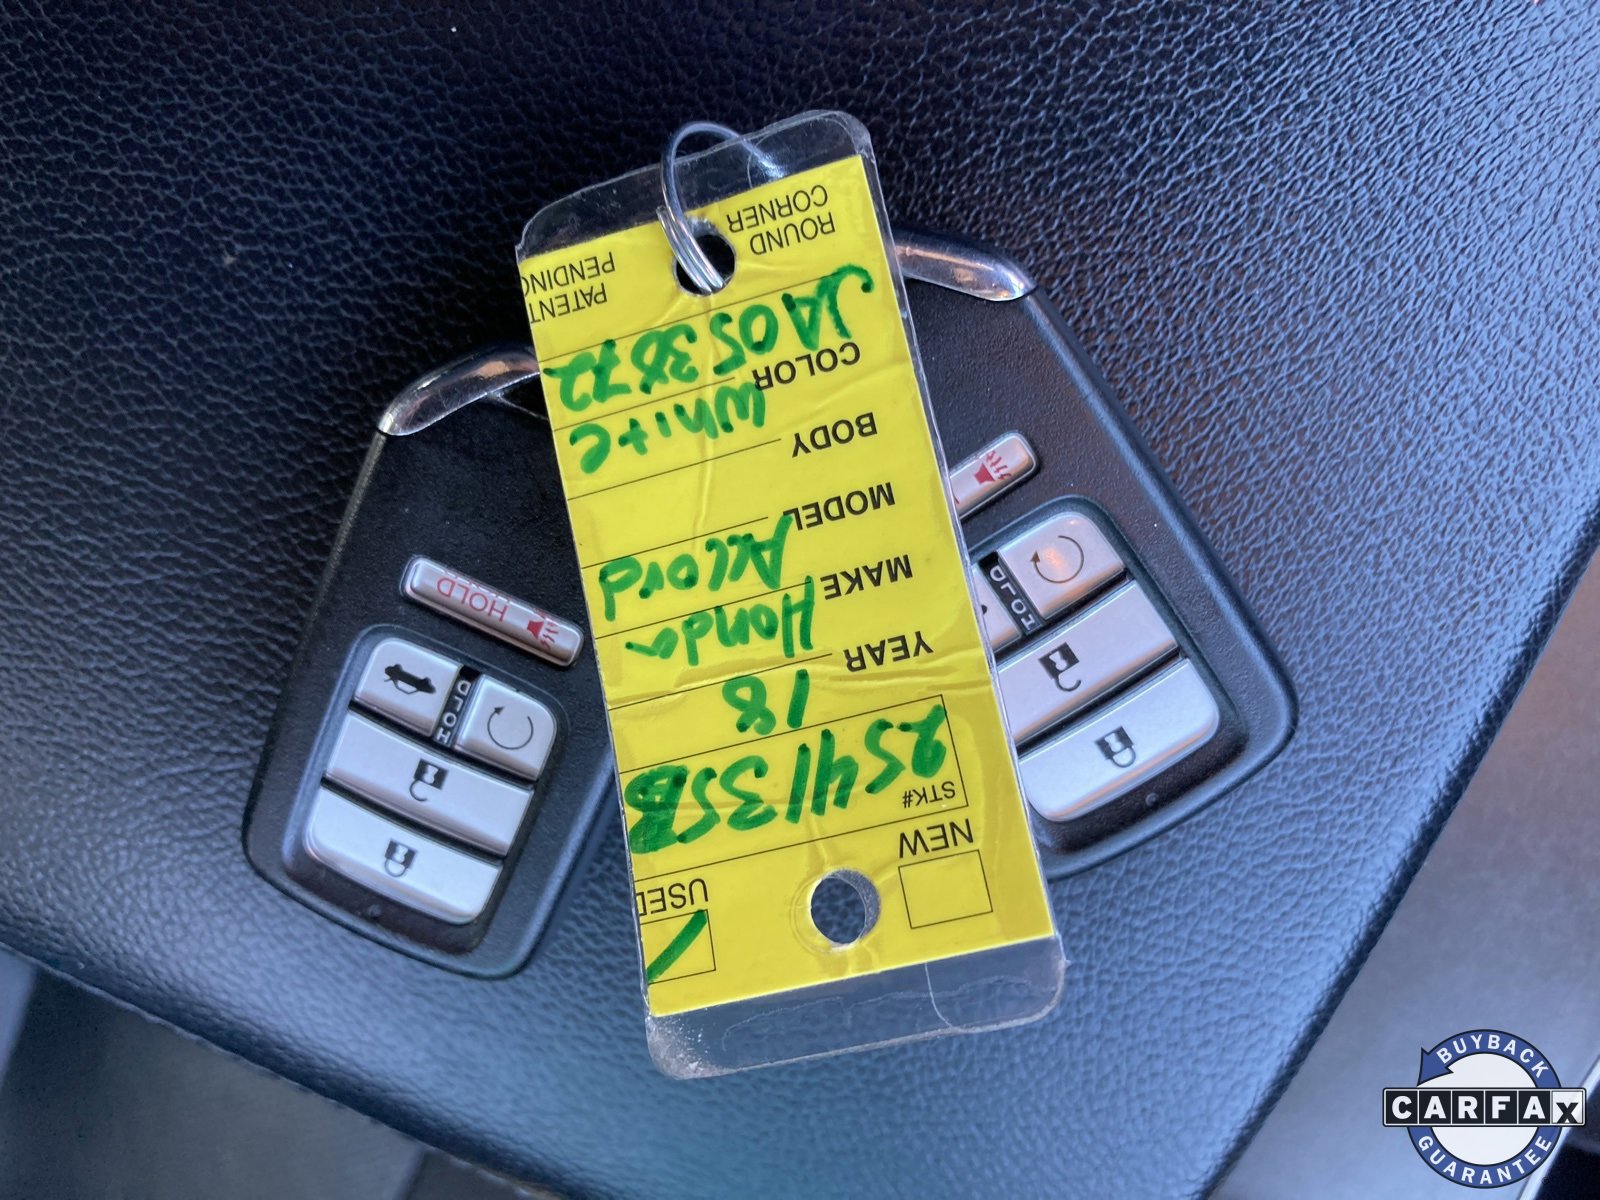 NEW USED
STK#
254135B
YEAR 18
MAKE Honda
MODEL Accord
BODY
COLOR White
JA053872
ROUND CORNER
PATENT PENDING
HOLD
HOLD
HOLD
BUYBACK
CARFAX
GUARANTEE